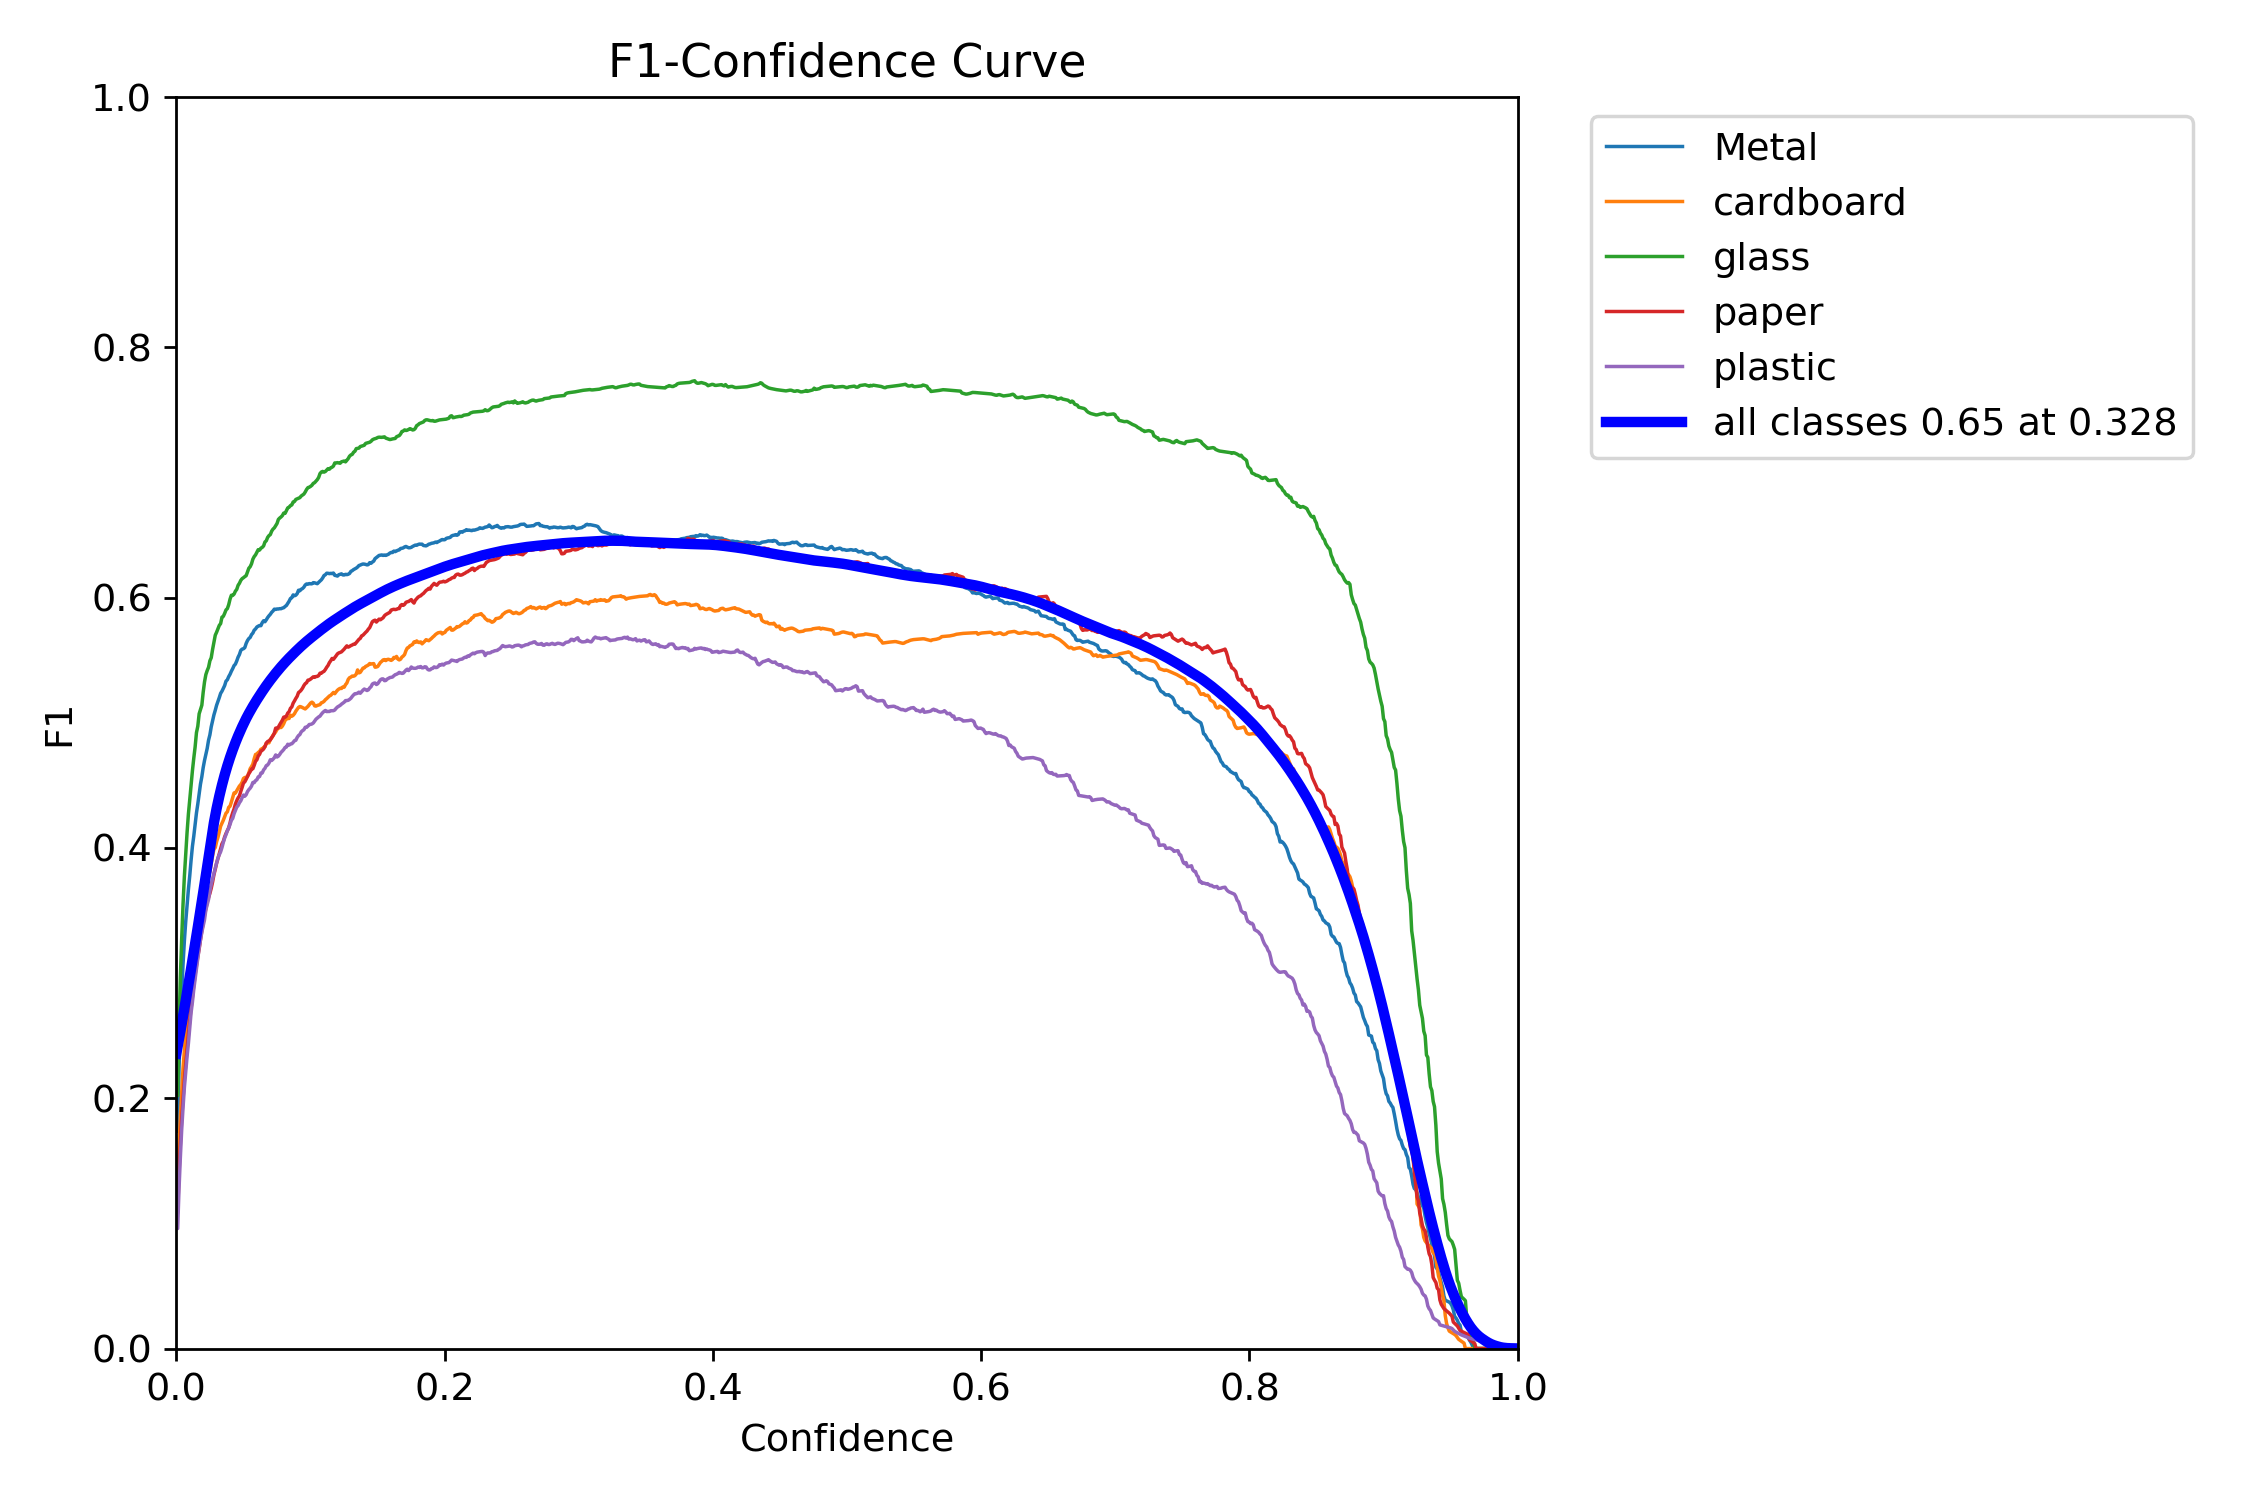 F1-Confidence Curve
1.0
0.8
0.6
0.4
0.2
0.0
F1
0.0 0.2 0.4 0.6 0.8 1.0
Confidence
Metal
cardboard
glass
paper
plastic
all classes 0.65 at 0.328